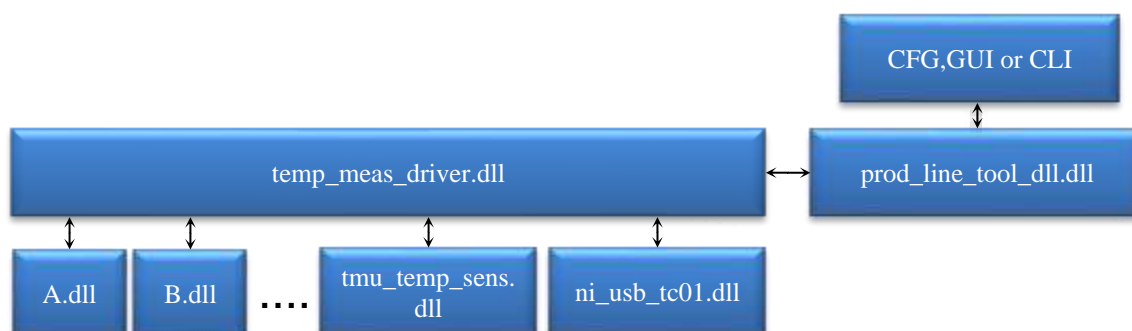 CFG,GUI or CLI
temp_meas_driver.dll
prod_line_tool_dll.dll
A.dll
B.dll
....
tmu_temp_sens.
dll
ni_usb_tc01.dll